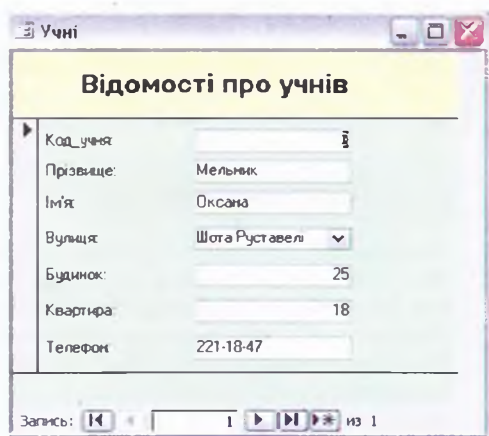 Учні
Відомості про учнів
Код_учня:
Прізвище: Мельник
Ім'я: Оксана
Вулиця: Шота Руставелі
Будинок: 25
Квартира: 18
Телефон: 221-18-47
Запись: 1 из 1